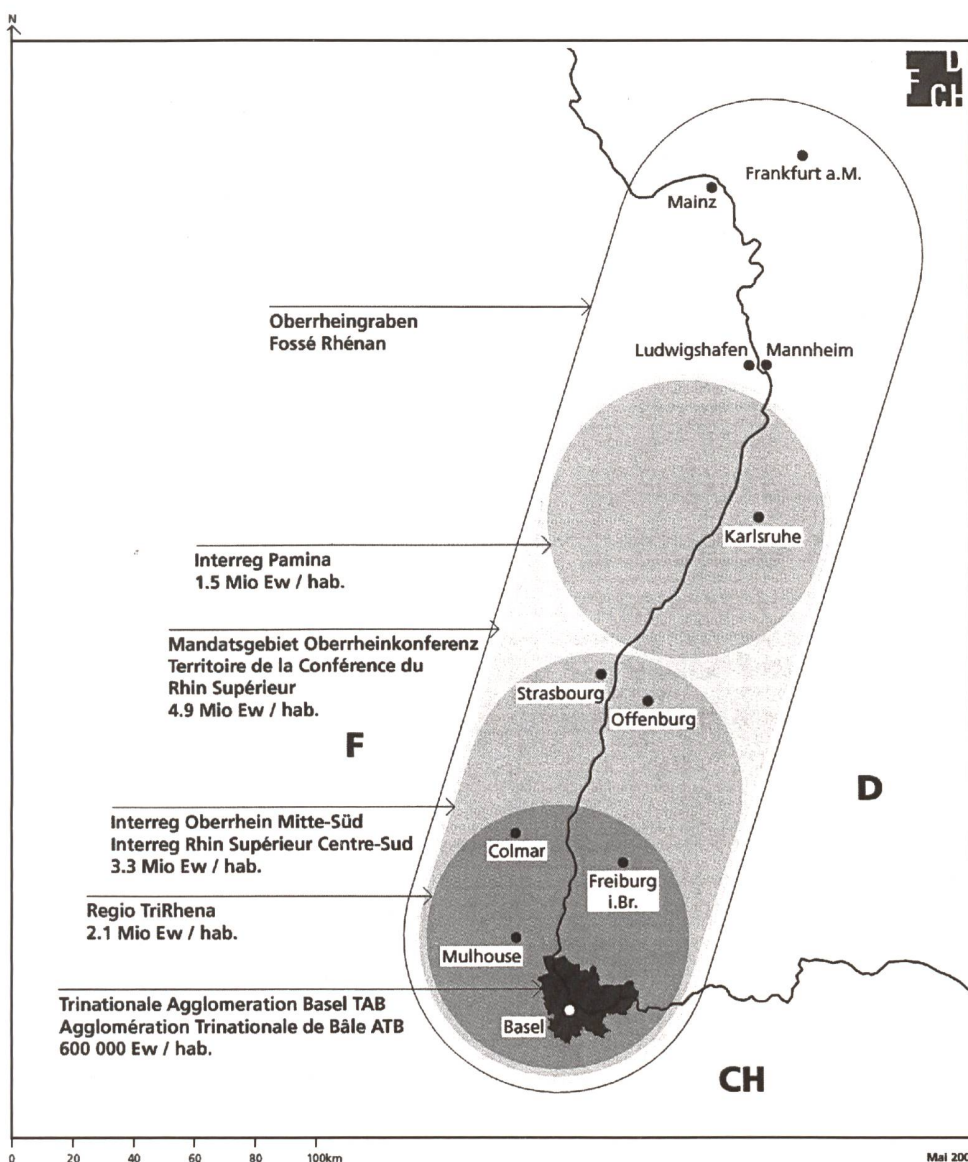 N
F D CH
Frankfurt a.M.
Mainz
Oberrheingraben
Fossé Rhénan
Ludwigshafen
Mannheim
Karlsruhe
Interreg Pamina
1.5 Mio Ew / hab.
Mandatsgebiet Oberrheinkonferenz
Territoire de la Conférence du
Rhin Supérieur
4.9 Mio Ew / hab.
Strasbourg
Offenburg
F
D
Interreg Oberrhein Mitte-Süd
Interreg Rhin Supérieur Centre-Sud
3.3 Mio Ew / hab.
Colmar
Freiburg
i.Br.
Regio TriRhena
2.1 Mio Ew / hab.
Mulhouse
Trinationale Agglomeration Basel TAB
Agglomération Trinationale de Bâle ATB
600 000 Ew / hab.
Basel
CH
0 20 40 60 80 100km
Mai